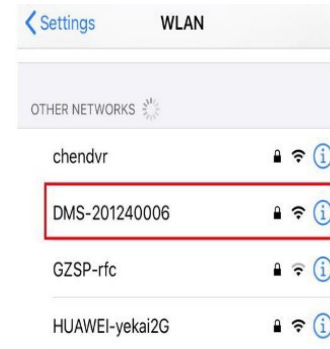 Settings WLAN
OTHER NETWORKS
chendvr
DMS-201240006
GZSP-rfc
HUAWEI-yekai2G